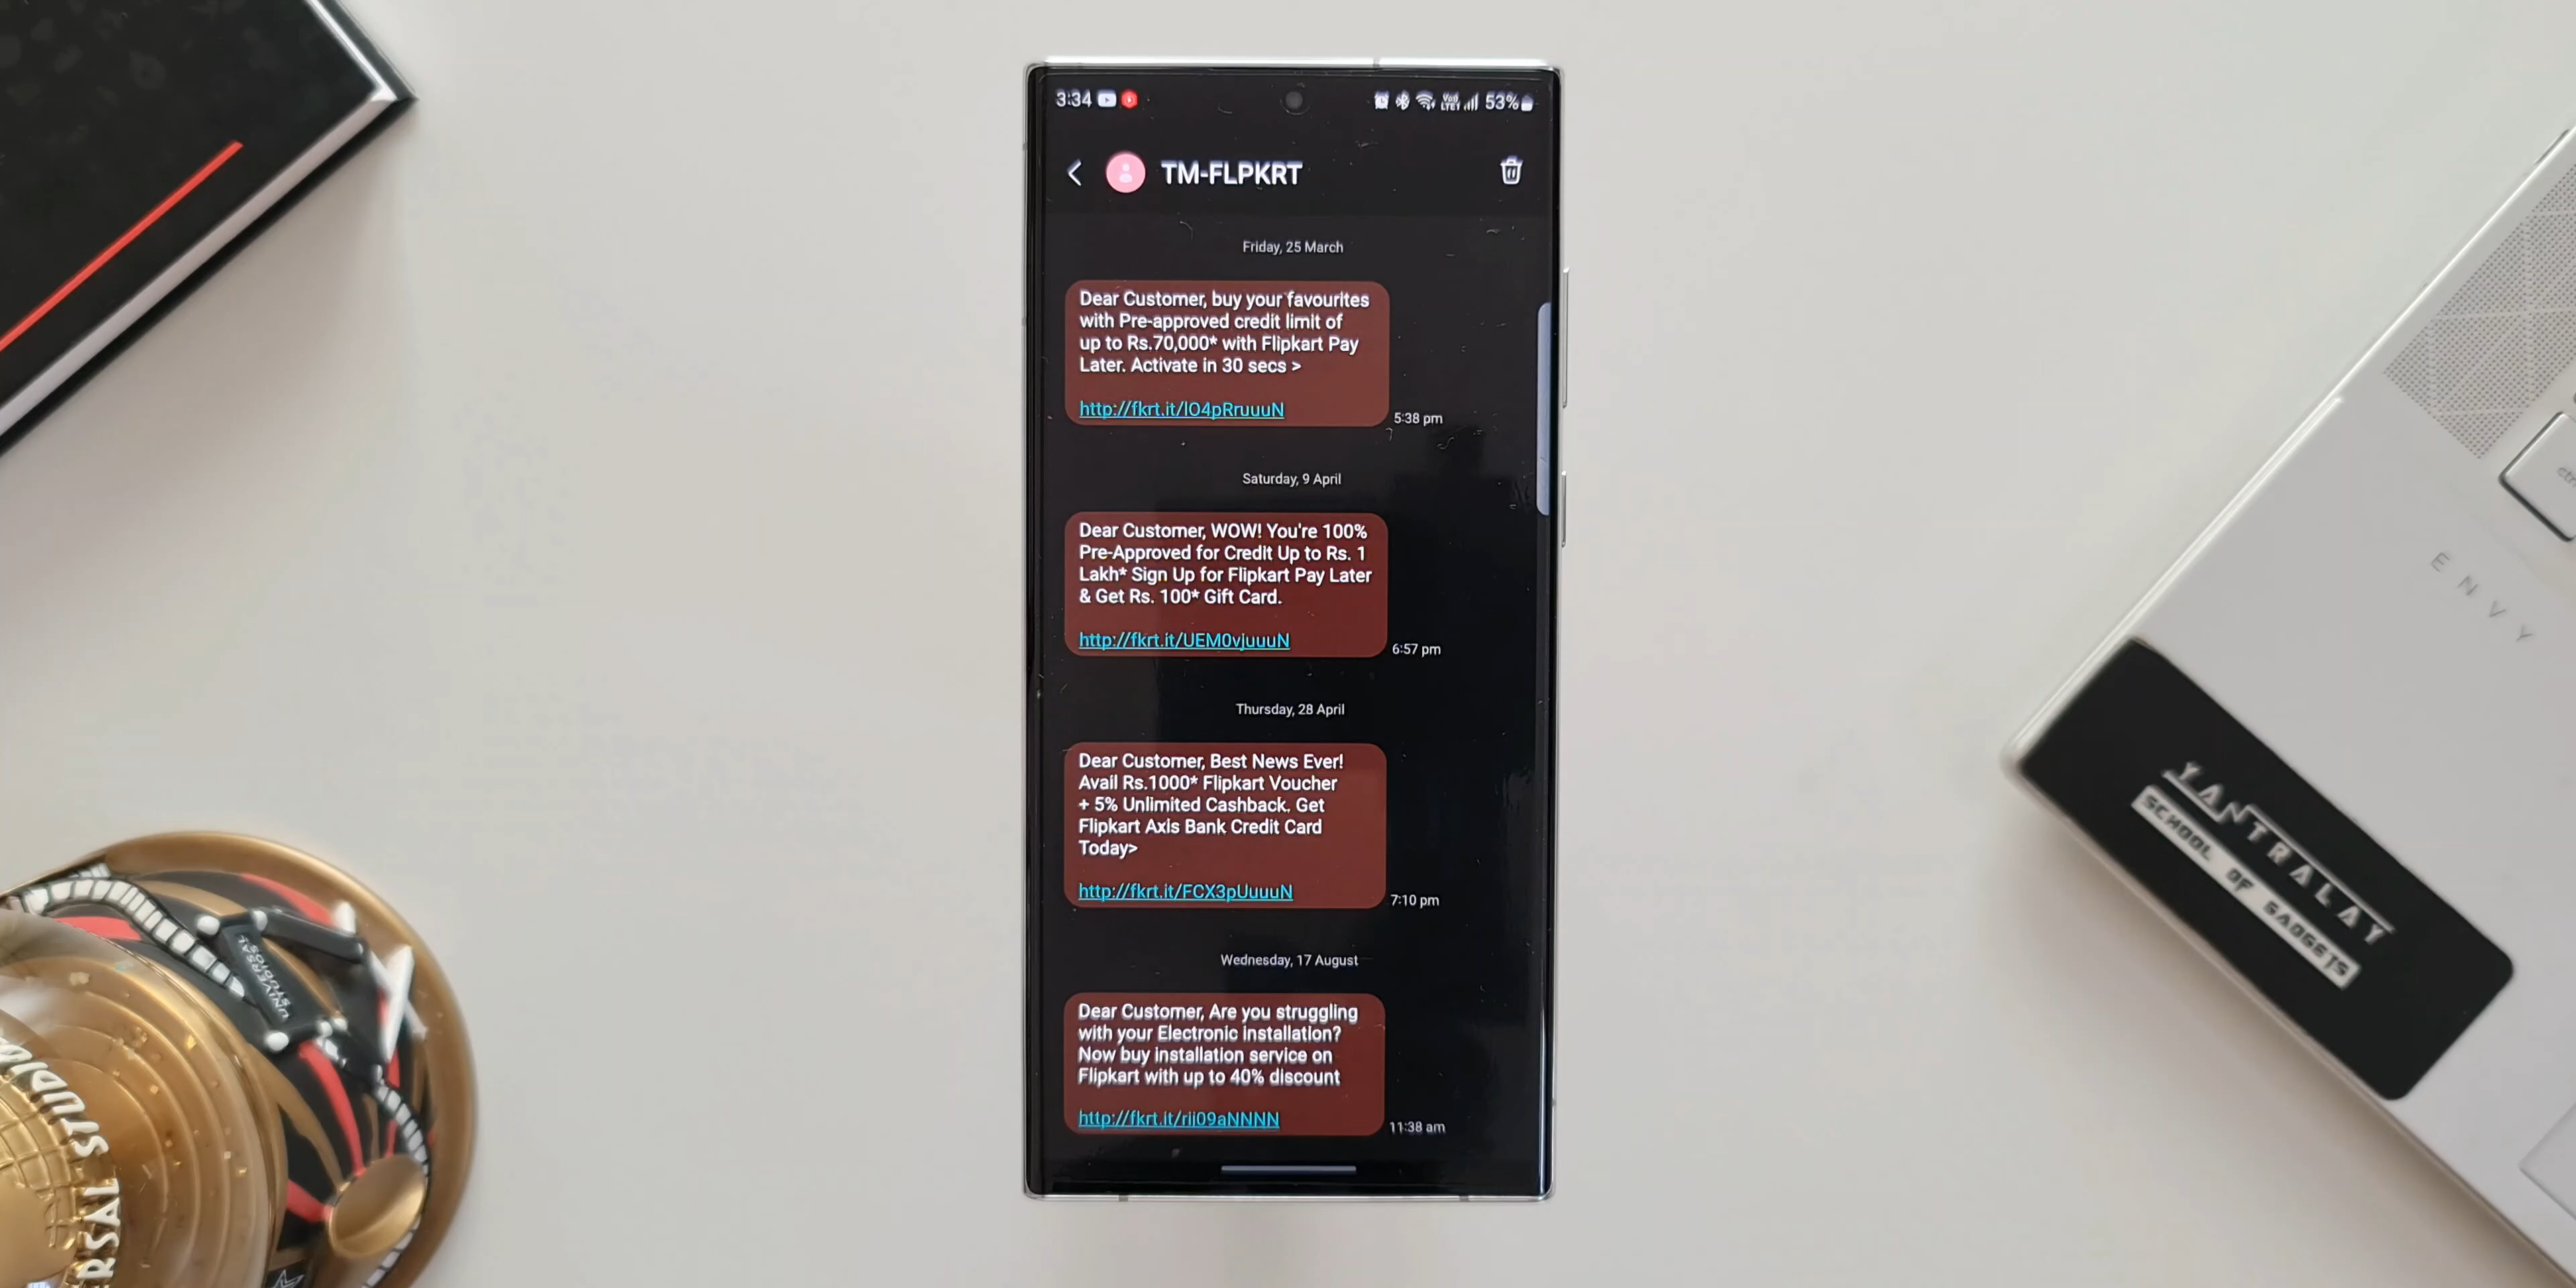 3:34
53%
TM-FLPKRT
Friday, 25 March
Dear Customer, buy your favourites
with Pre-approved credit limit of
up to Rs.70,000* with Flipkart Pay
Later. Activate in 30 secs >
http://fkrt.it/lO4pRruuuN
5:38 pm
Saturday, 9 April
Dear Customer, WOW! You're 100%
Pre-Approved for Credit Up to Rs. 1
Lakh* Sign Up for Flipkart Pay Later
& Get Rs. 100* Gift Card.
http://fkrt.it/UEM0vjuuuN
6:57 pm
Thursday, 28 April
Dear Customer, Best News Ever!
Avail Rs.1000* Flipkart Voucher
+ 5% Unlimited Cashback. Get
Flipkart Axis Bank Credit Card
Today>
http://fkrt.it/FCX3pUuuuN
7:10 pm
Wednesday, 17 August
Dear Customer, Are you struggling
with your Electronic installation?
Now buy installation service on
Flipkart with up to 40% discount
http://fkrt.it/rij09aNNNN
11:38 am
ENVY
YANTRALAY
SCHOOL OF GADGETS
UNIVERSAL
STUDIOS